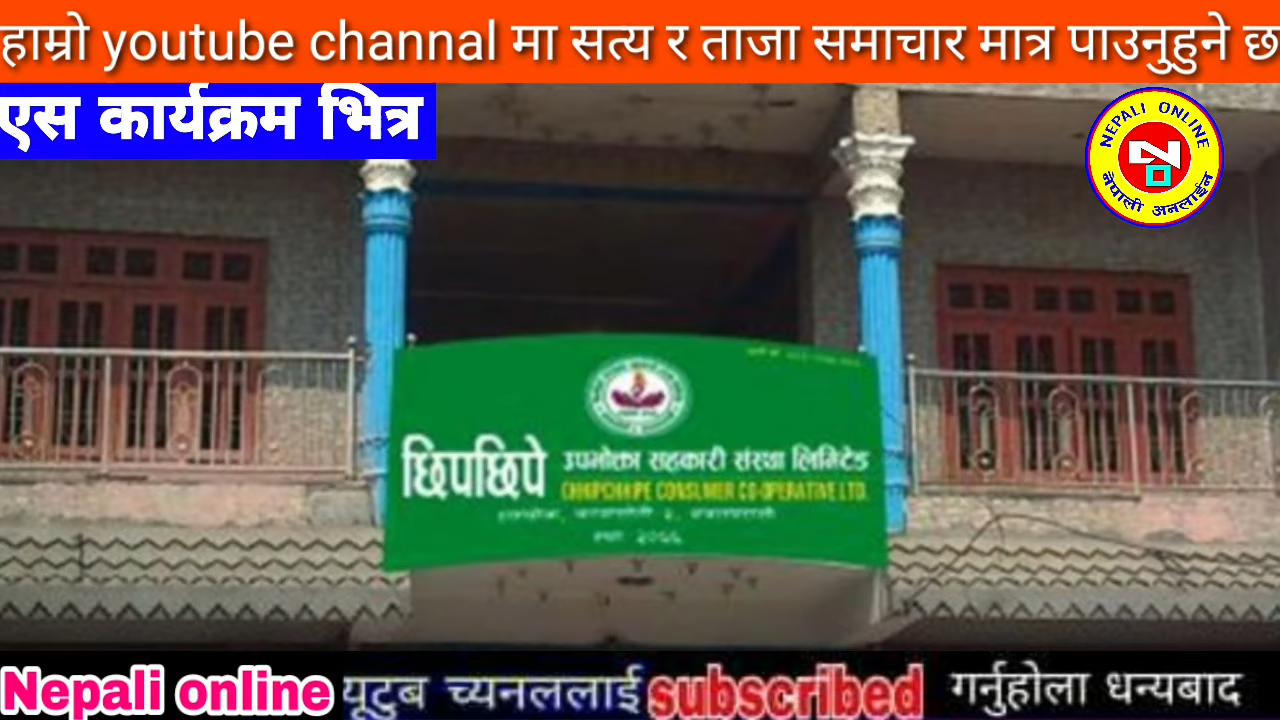 हाम्रो youtube channal मा सत्य र ताजा समाचार मात्र पाउनुहुने छ
एस कार्यक्रम भित्र
NEPALI ONLINE
नेपाली अनलाईन
छिपछिपे उपभोक्ता सहकारी संस्था लिमिटेड
CHHIPCHHIPE CONSUMER CO-OPERATIVE LTD.
२०६६
Nepali online यूटुब च्यनललाई subscribed गर्नुहोला धन्यबाद